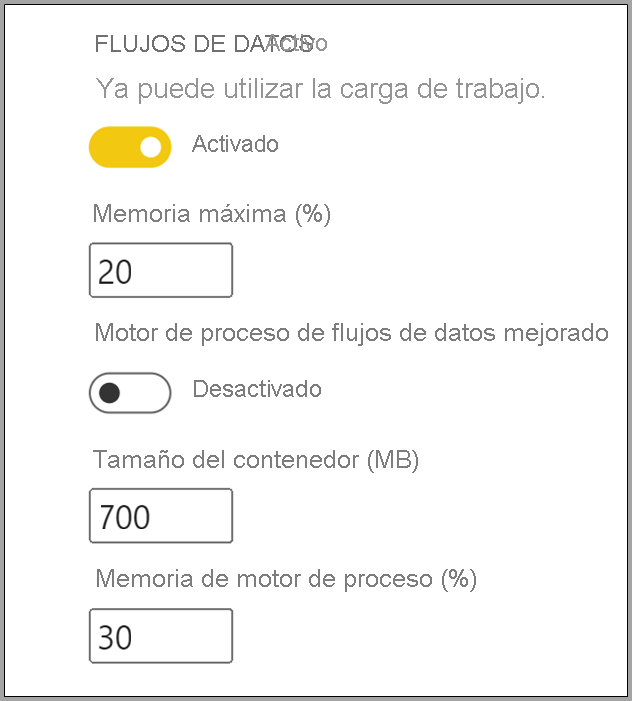 FLUJOS DE DATOS Activo
Ya puede utilizar la carga de trabajo.
Activado
Memoria máxima (%)
20
Motor de proceso de flujos de datos mejorado
Desactivado
Tamaño del contenedor (MB)
700
Memoria de motor de proceso (%)
30